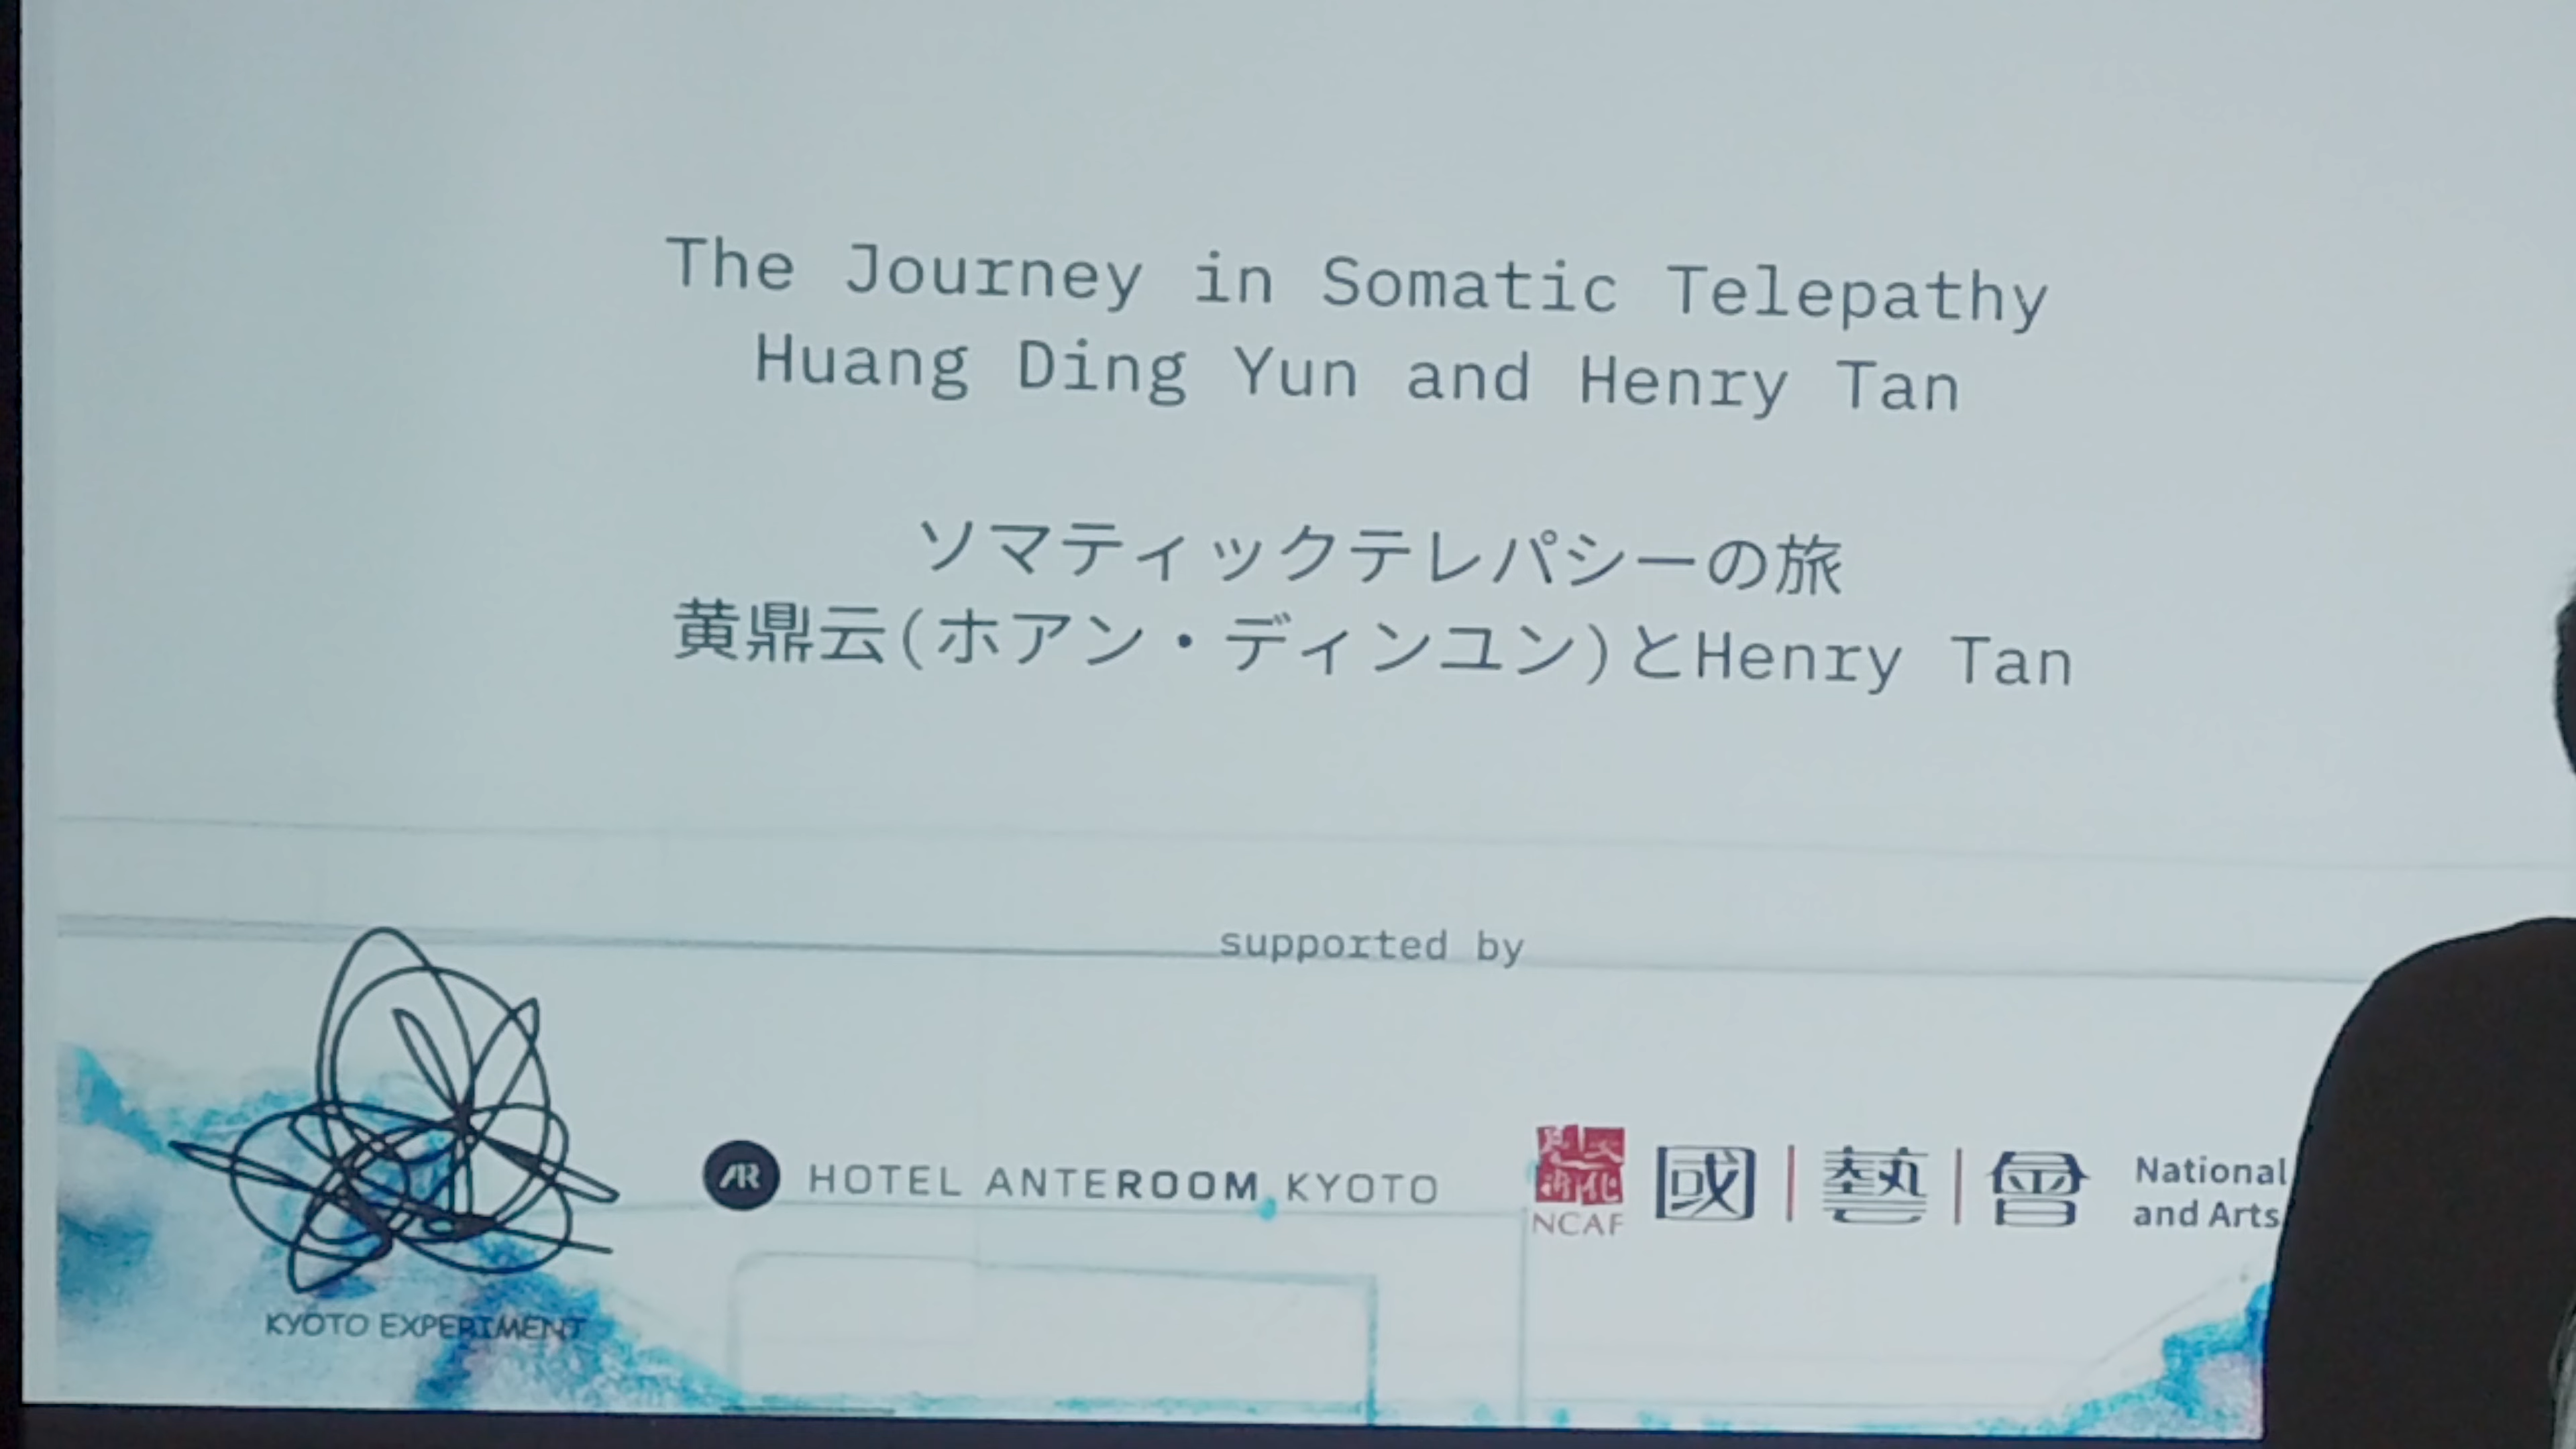 The Journey in Somatic Telepathy
Huang Ding Yun and Henry Tan
ソマティックテレパシーの旅
黄鼎云(ホアン・ディンユン)とHenry Tan
supported by
KYOTO EXPERIMENT
AR HOTEL ANTEROOM KYOTO
NCAF
國|藝|會
National
and Arts